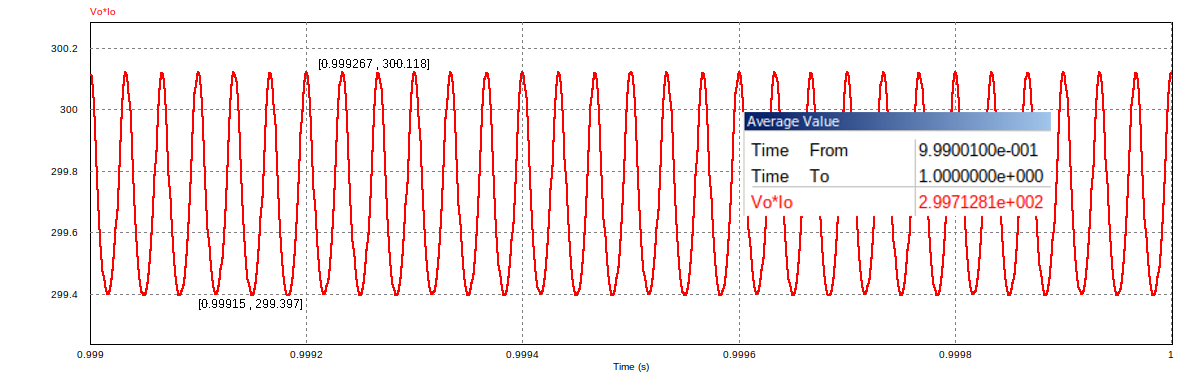 Vo*Io
300.2
[0.999267 , 300.118]
300
Average Value
Time From 9.9900100e-001
Time To 1.0000000e+000
Vo*Io 2.9971281e+002
299.8
299.6
299.4
[0.99915 , 299.397]
0.999 0.9992 0.9994 0.9996 0.9998 1
Time (s)